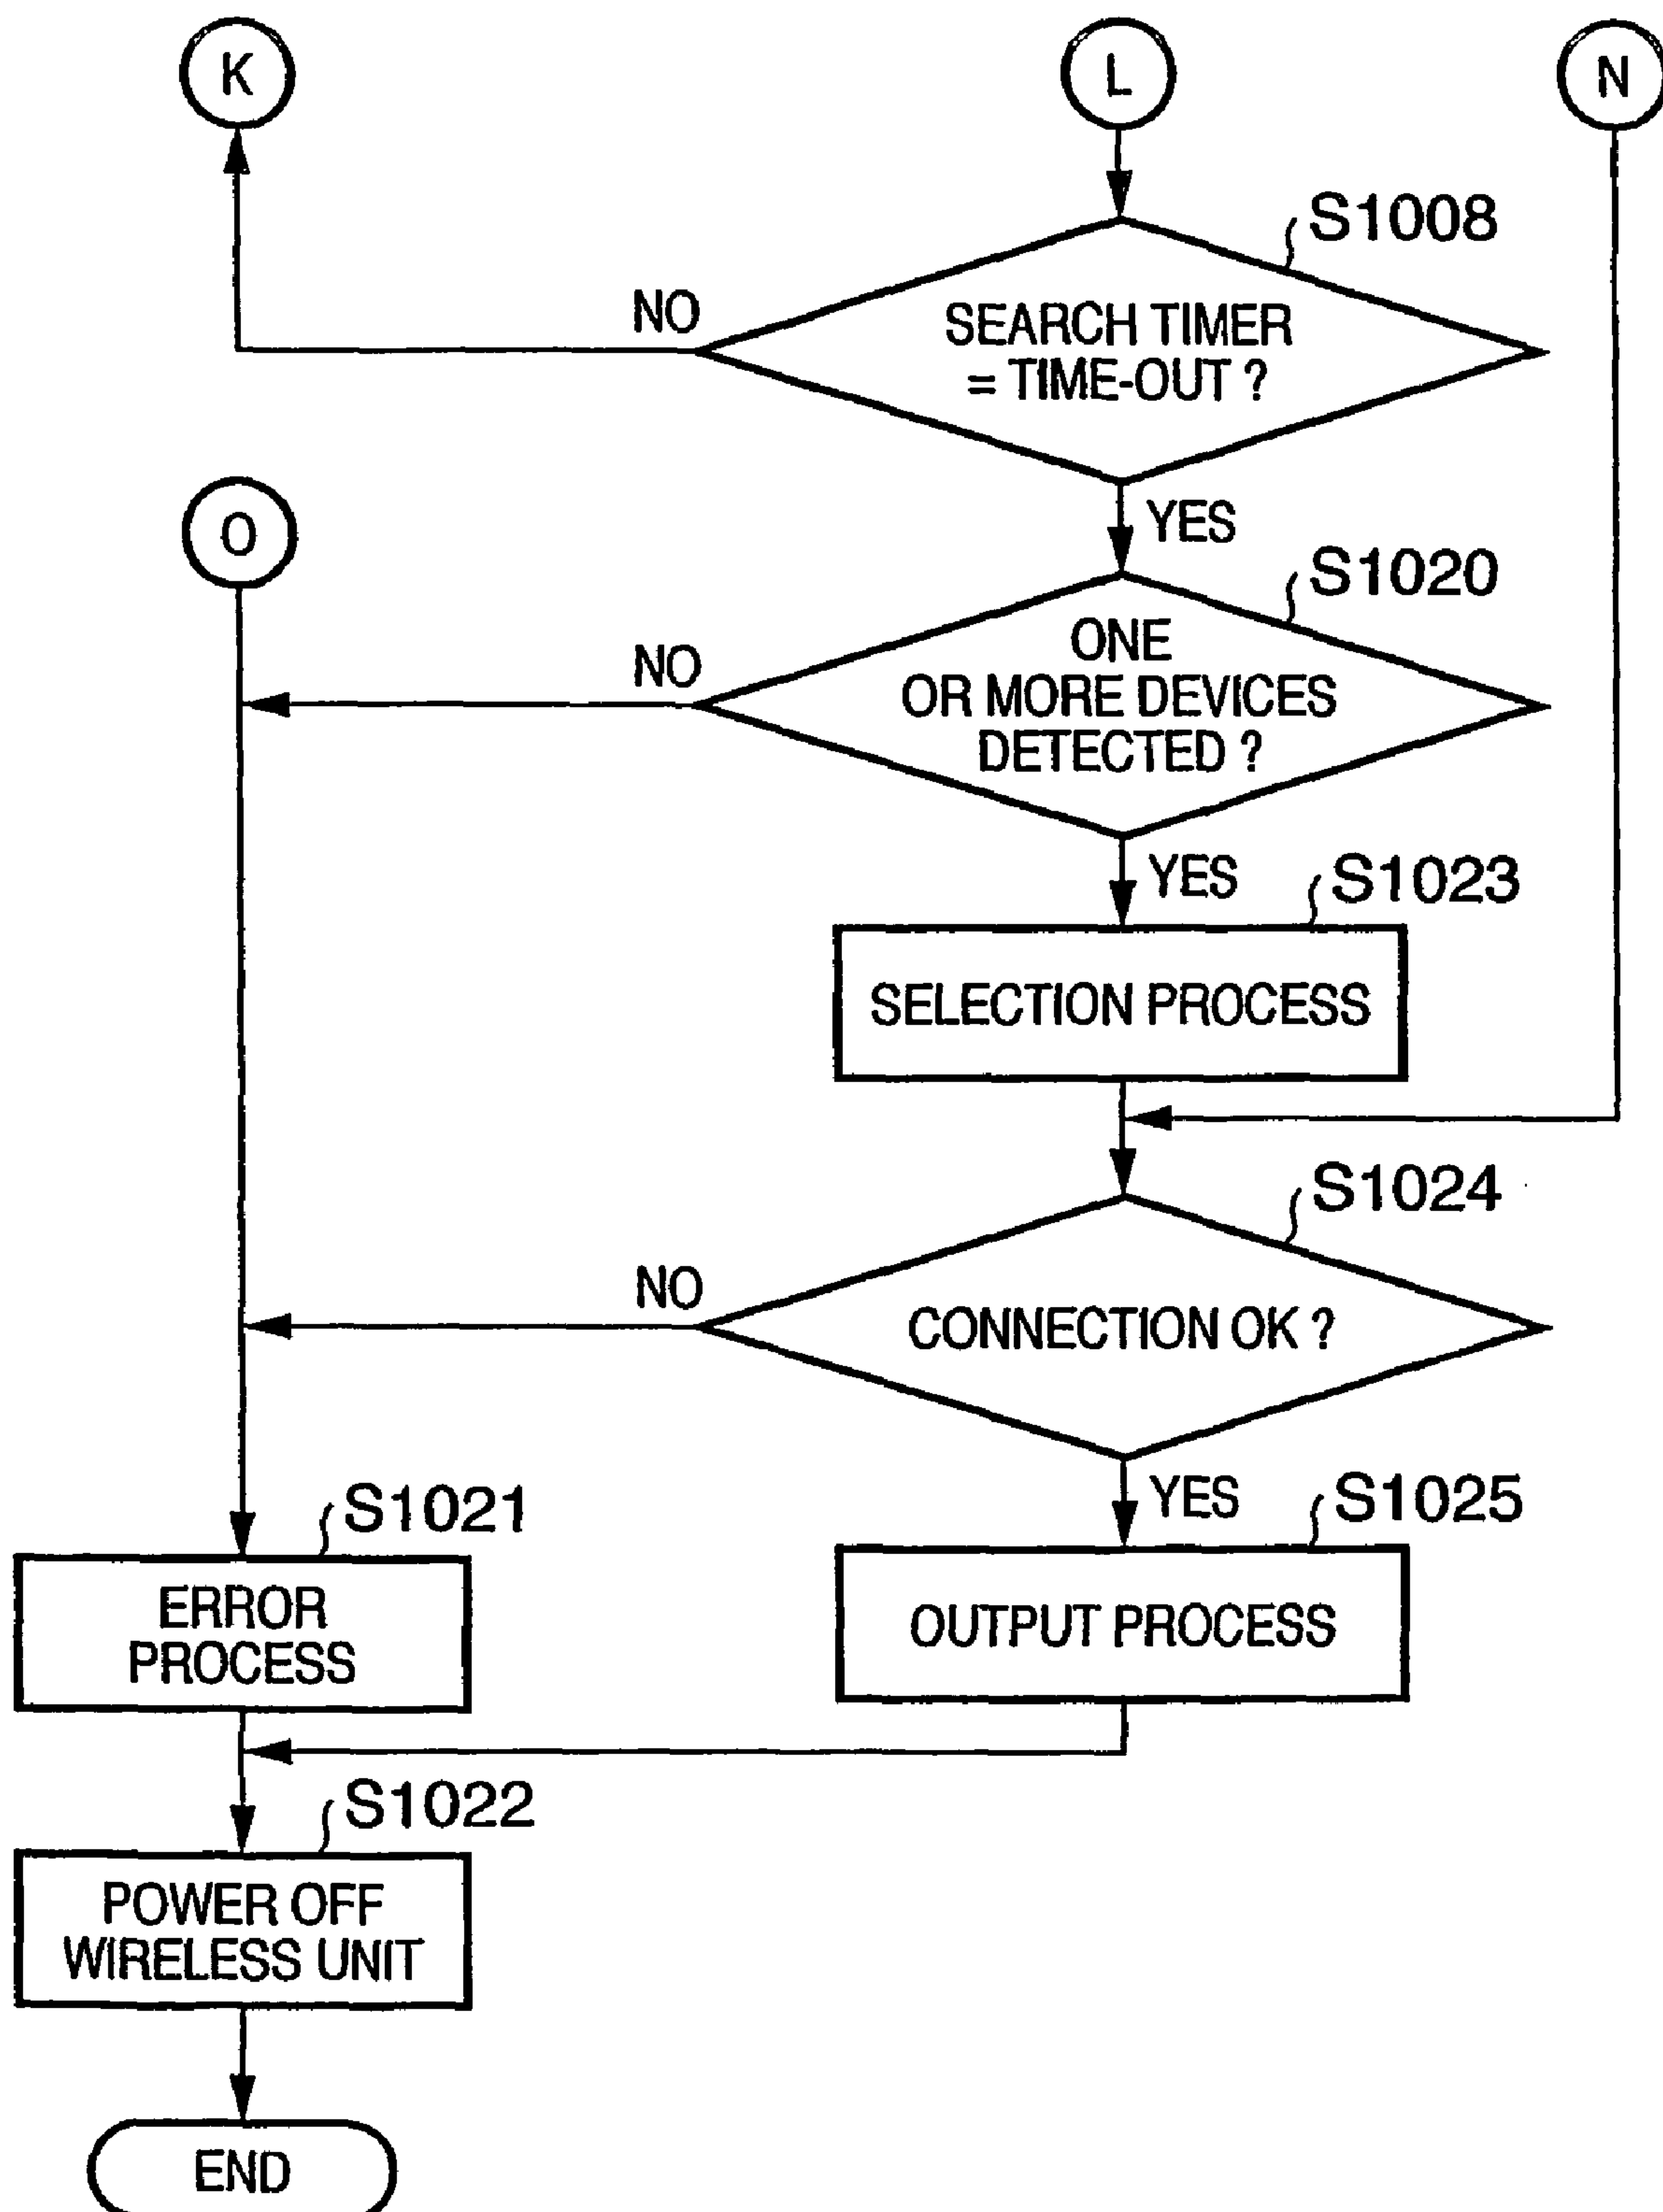 K
L
N
S1008
NO
SEARCH TIMER
= TIME-OUT ?
O
YES
S1020
NO
ONE
OR MORE DEVICES
DETECTED ?
YES
S1023
SELECTION PROCESS
S1024
NO
CONNECTION OK ?
S1021
YES
S1025
ERROR
PROCESS
OUTPUT PROCESS
S1022
POWER OFF
WIRELESS UNIT
END